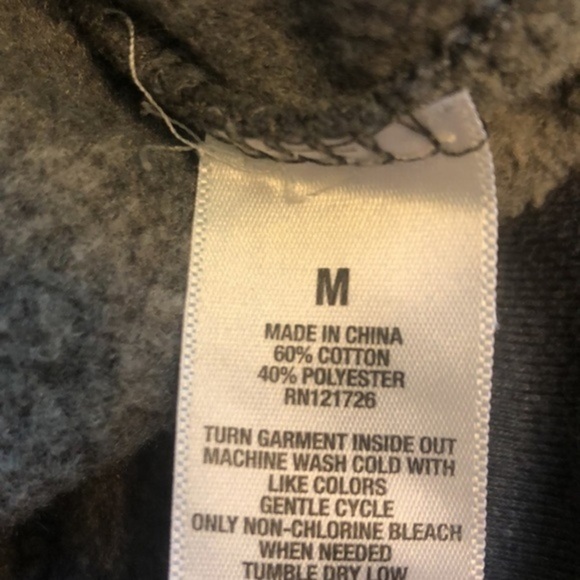 M
MADE IN CHINA
60% COTTON
40% POLYESTER
RN121726
TURN GARMENT INSIDE OUT
MACHINE WASH COLD WITH
LIKE COLORS
GENTLE CYCLE
ONLY NON-CHLORINE BLEACH
WHEN NEEDED
TUMBLE DRY LOW